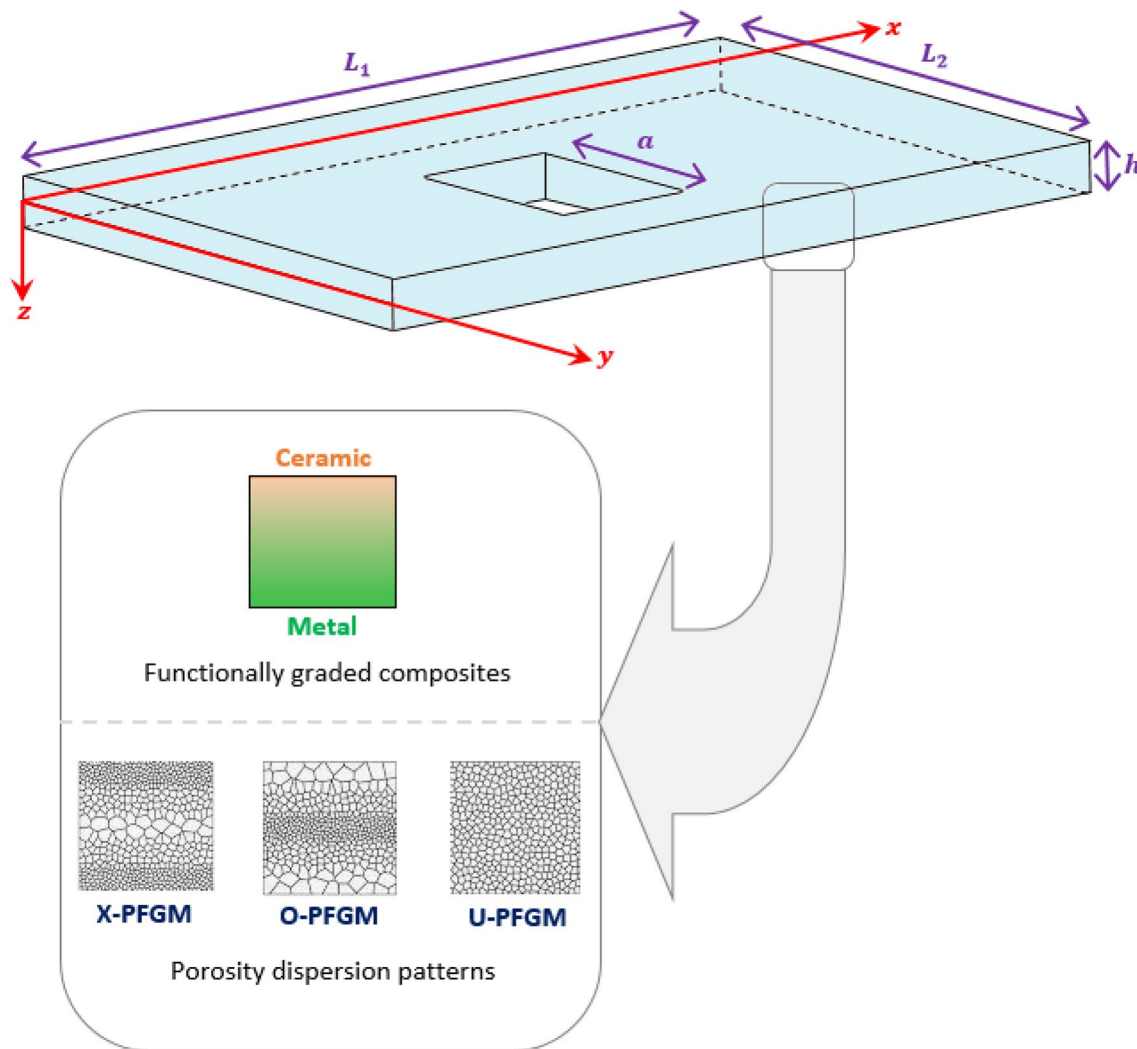 x
L₁
L₂
a
h
z
y
Ceramic
Metal
Functionally graded composites
X-PFGM
O-PFGM
U-PFGM
Porosity dispersion patterns